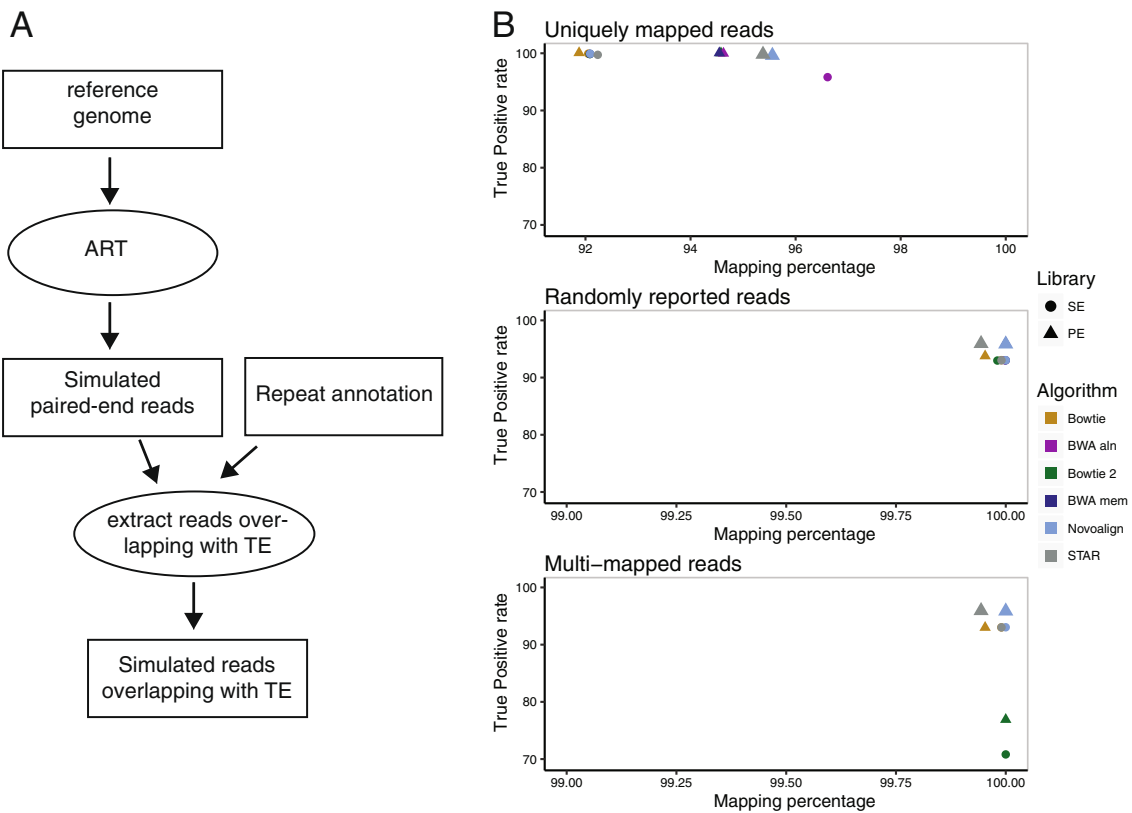 A
reference
genome
ART
Simulated
paired-end reads
Repeat annotation
extract reads over-
lapping with TE
Simulated reads
overlapping with TE
B
Uniquely mapped reads
True Positive rate
100
90
80
70
92 94 96 98 100
Mapping percentage
Randomly reported reads
True Positive rate
100
90
80
70
99.00 99.25 99.50 99.75 100.00
Mapping percentage
Multi−mapped reads
True Positive rate
100
90
80
70
99.00 99.25 99.50 99.75 100.00
Mapping percentage
Library
SE
PE
Algorithm
Bowtie
BWA aln
Bowtie 2
BWA mem
Novoalign
STAR